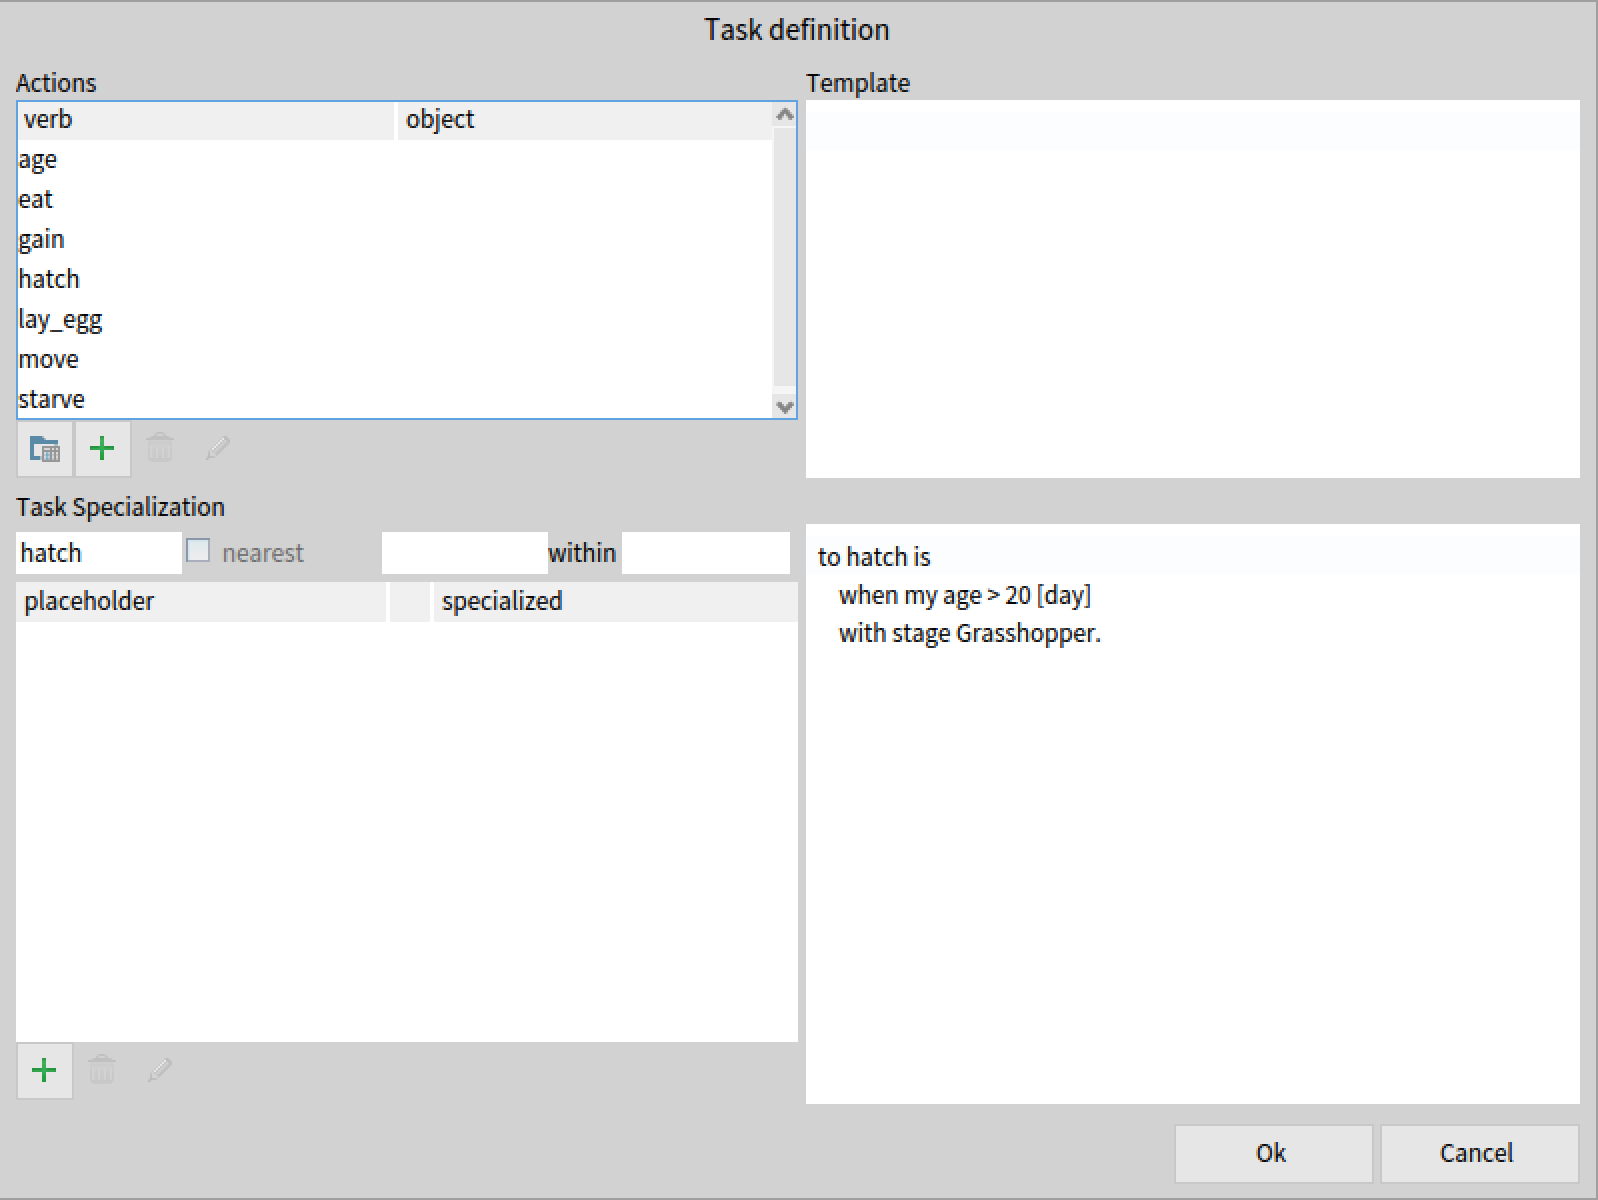 Task definition
Actions
verb object
age
eat
gain
hatch
lay_egg
move
starve
Template
Task Specialization
hatch nearest within
placeholder specialized
to hatch is
when my age > 20 [day]
with stage Grasshopper.
Ok Cancel